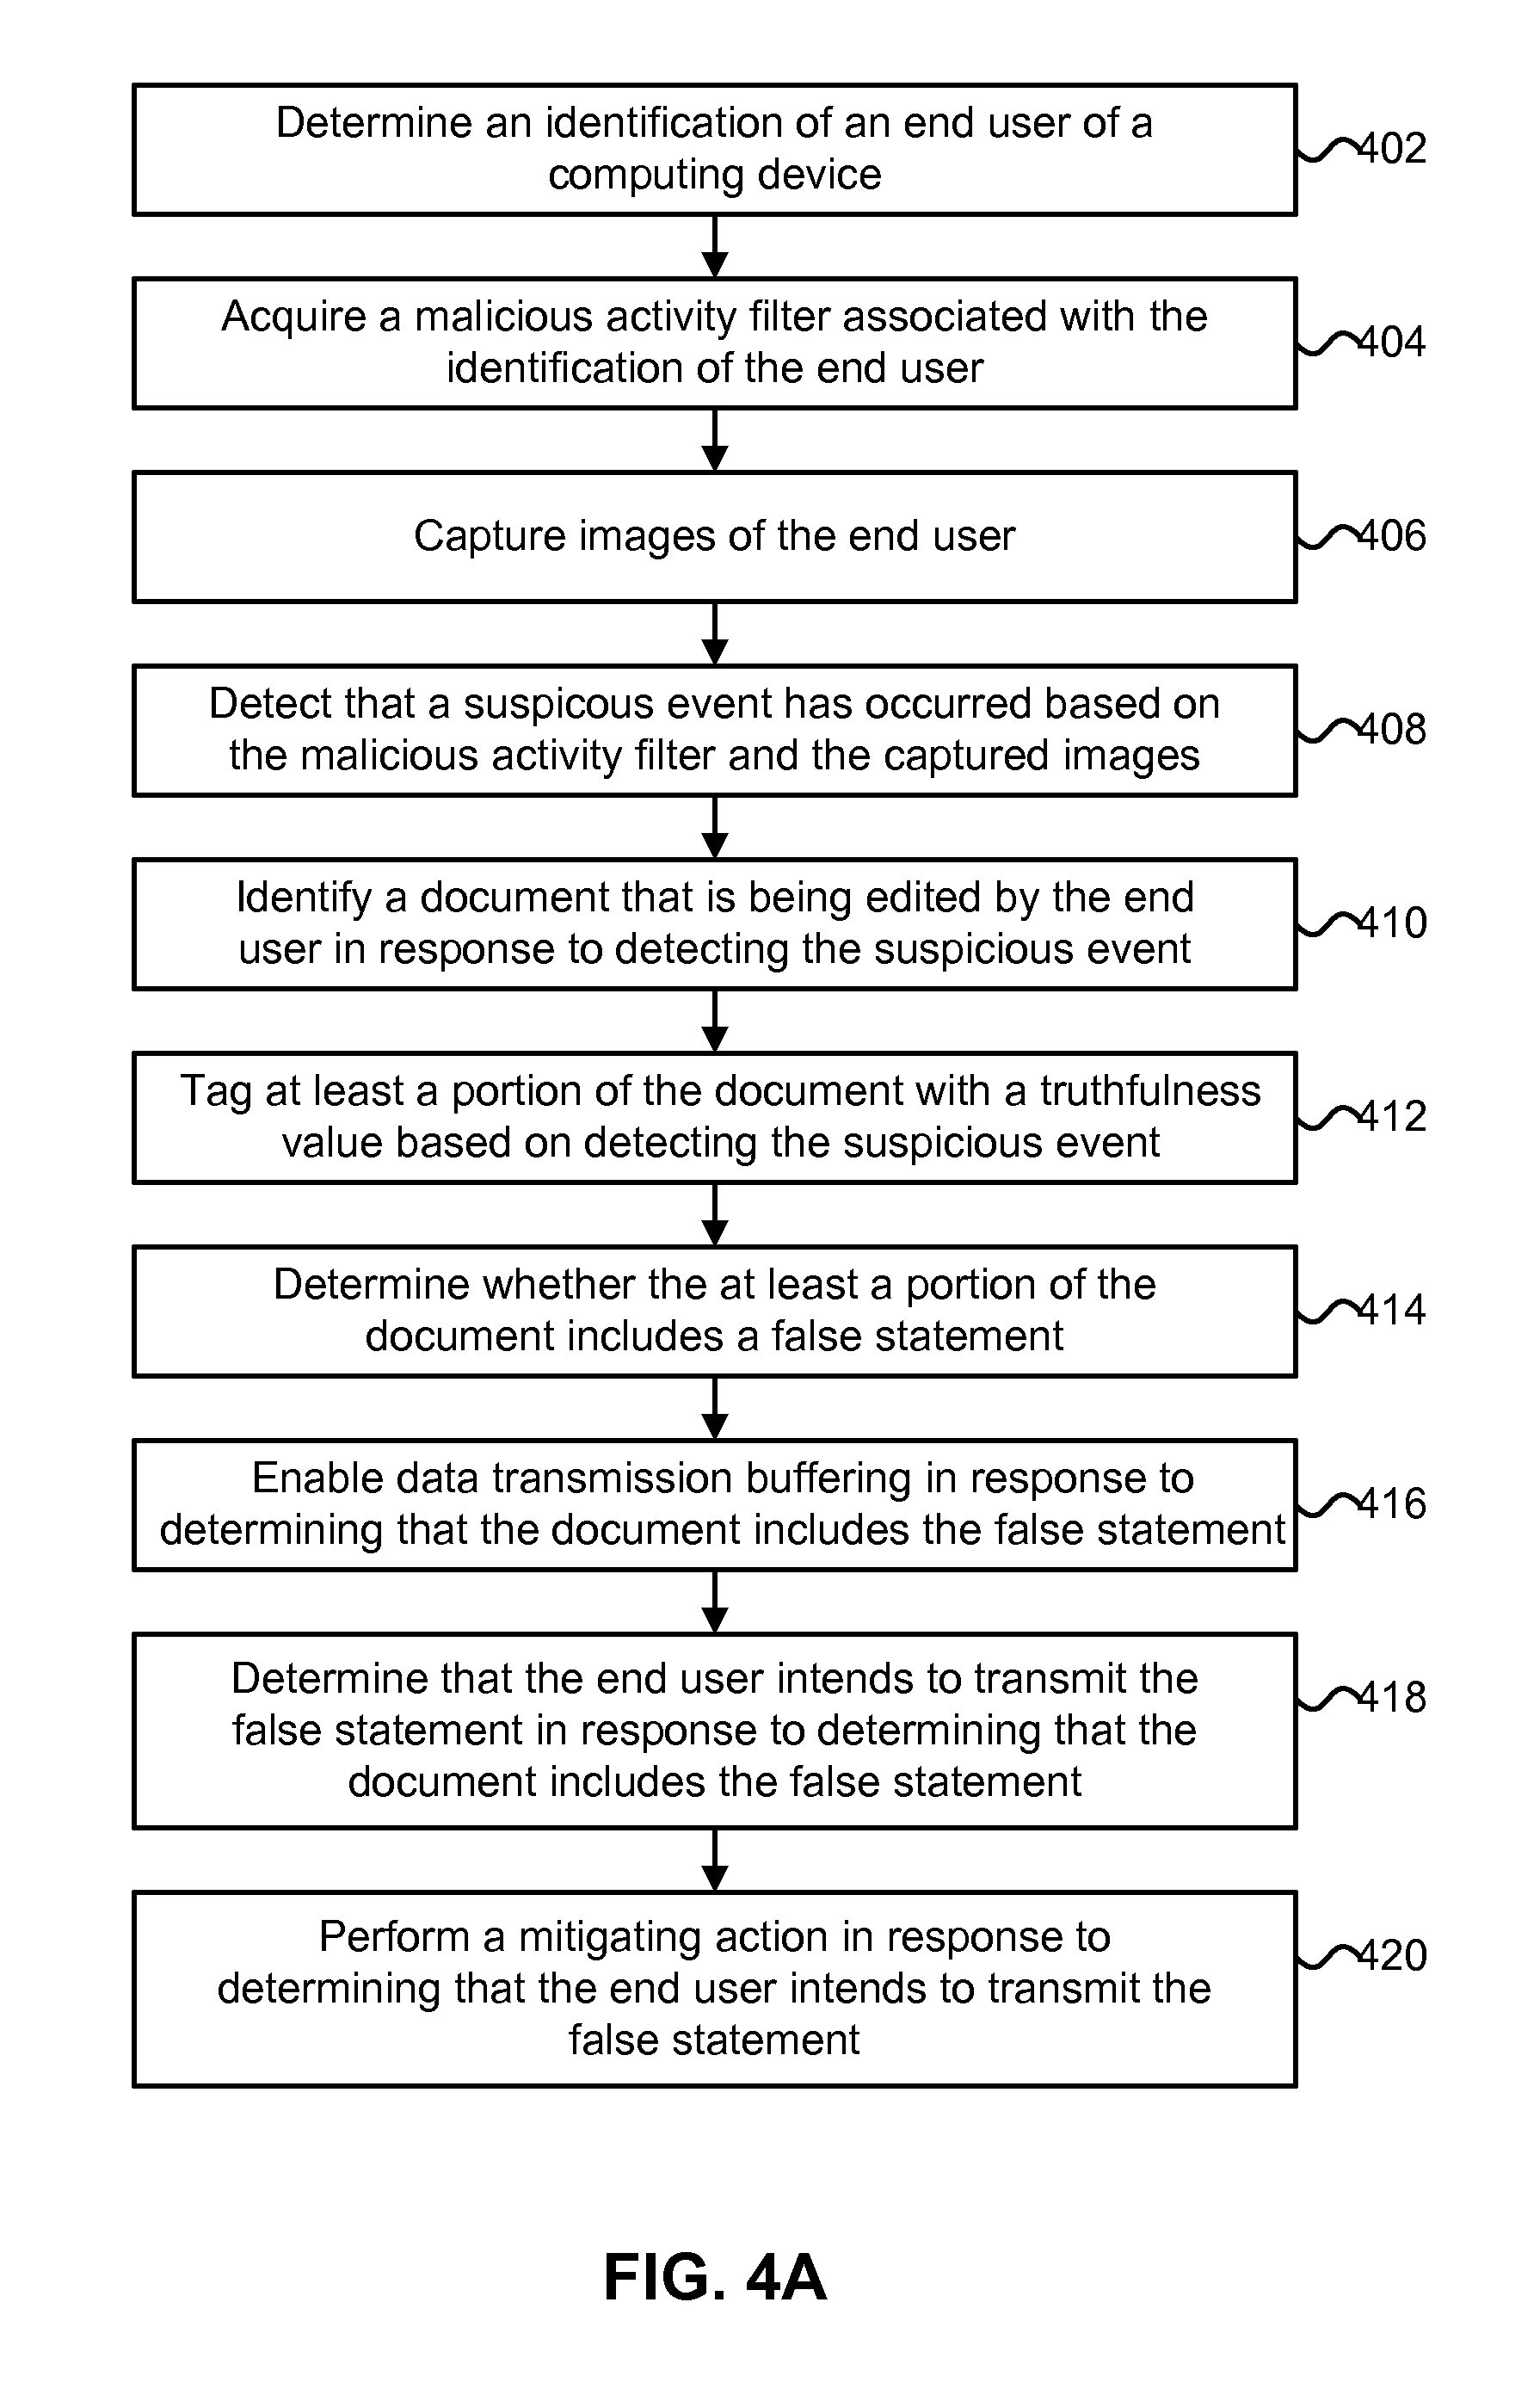 Determine an identification of an end user of a
computing device
402
Acquire a malicious activity filter associated with the
identification of the end user
404
Capture images of the end user
406
Detect that a suspicous event has occurred based on
the malicious activity filter and the captured images
408
Identify a document that is being edited by the end
user in response to detecting the suspicious event
410
Tag at least a portion of the document with a truthfulness
value based on detecting the suspicious event
412
Determine whether the at least a portion of the
document includes a false statement
414
Enable data transmission buffering in response to
determining that the document includes the false statement
416
Determine that the end user intends to transmit the
false statement in response to determining that the
document includes the false statement
418
Perform a mitigating action in response to
determining that the end user intends to transmit the
false statement
420
FIG. 4A